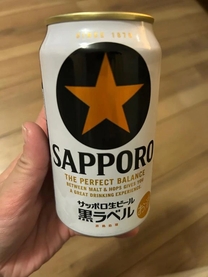 SINCE 1876
SAPPORO
THE PERFECT BALANCE
BETWEEN MALT & HOPS GIVES YOU
A GREAT DRINKING EXPERIENCE
サッポロ生ビール
黒ラベル